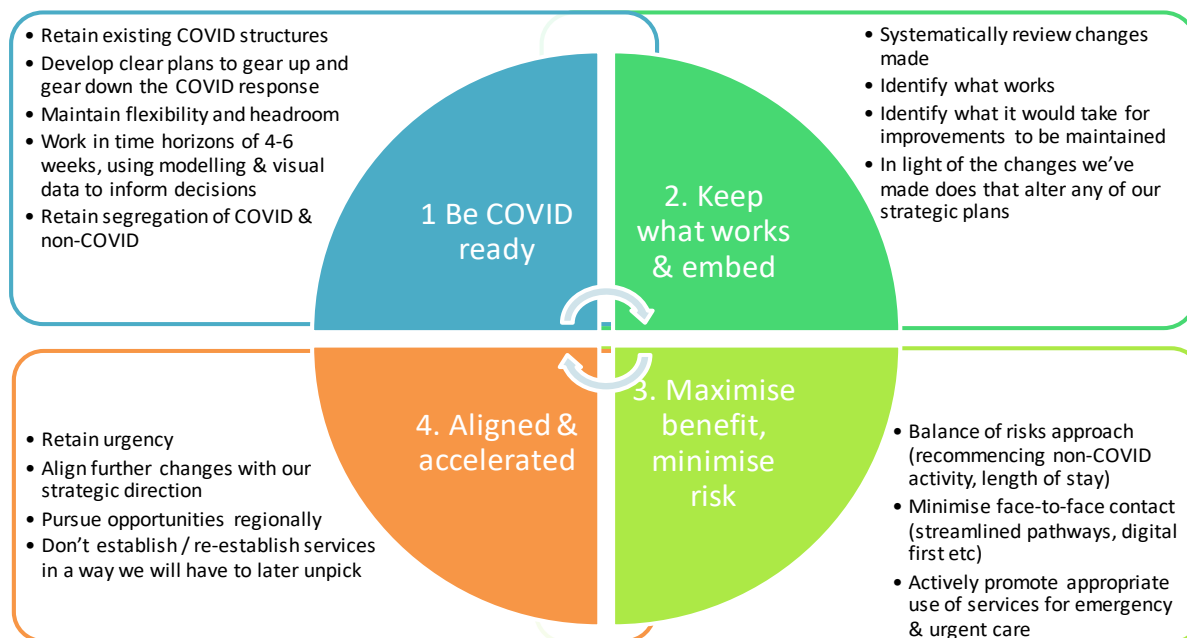 • Retain existing COVID structures
• Develop clear plans to gear up and
gear down the COVID response
• Maintain flexibility and headroom
• Work in time horizons of 4-6
weeks, using modelling & visual
data to inform decisions
• Retain segregation of COVID &
non-COVID
1 Be COVID
ready
2. Keep
what works
& embed
• Systematically review changes
made
• Identify what works
• Identify what it would take for
improvements to be maintained
• In light of the changes we've
made does that alter any of our
strategic plans
• Retain urgency
• Align further changes with our
strategic direction
• Pursue opportunities regionally
• Don't establish / re-establish services
in a way we will have to later unpick
4. Aligned &
accelerated
3. Maximise
benefit,
minimise
risk
• Balance of risks approach
(recommencing non-COVID
activity, length of stay)
• Minimise face-to-face contact
(streamlined pathways, digital
first etc)
• Actively promote appropriate
use of services for emergency
& urgent care